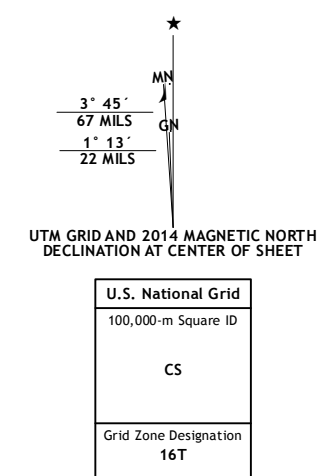 MN
3° 45´
67 MILS
GN
1° 13´
22 MILS
UTM GRID AND 2014 MAGNETIC NORTH
DECLINATION AT CENTER OF SHEET
U.S. National Grid
100,000-m Square ID
CS
Grid Zone Designation
16T